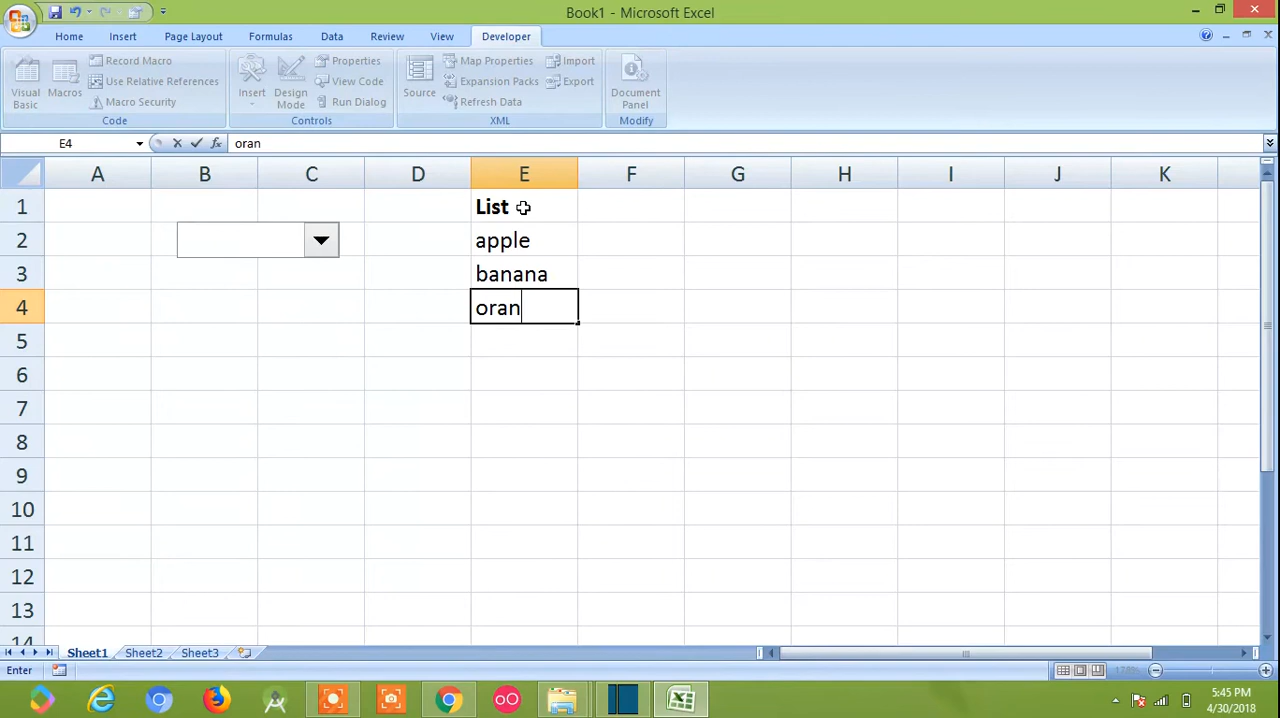 Book1 - Microsoft Excel
Home Insert Page Layout Formulas Data Review View Developer
Visual Basic
Macros
Record Macro
Use Relative References
Macro Security
Code
Insert
Design Mode
Properties
View Code
Run Dialog
Controls
Source
Map Properties
Expansion Packs
Refresh Data
Import
Export
XML
Document Panel
Modify
E4 fx oran
A B C D E F G H I J K
1 List
2 apple
3 banana
4 oran
5
6
7
8
9
10
11
12
13
14
Sheet1 Sheet2 Sheet3
Enter 178%
5:45 PM
4/30/2018